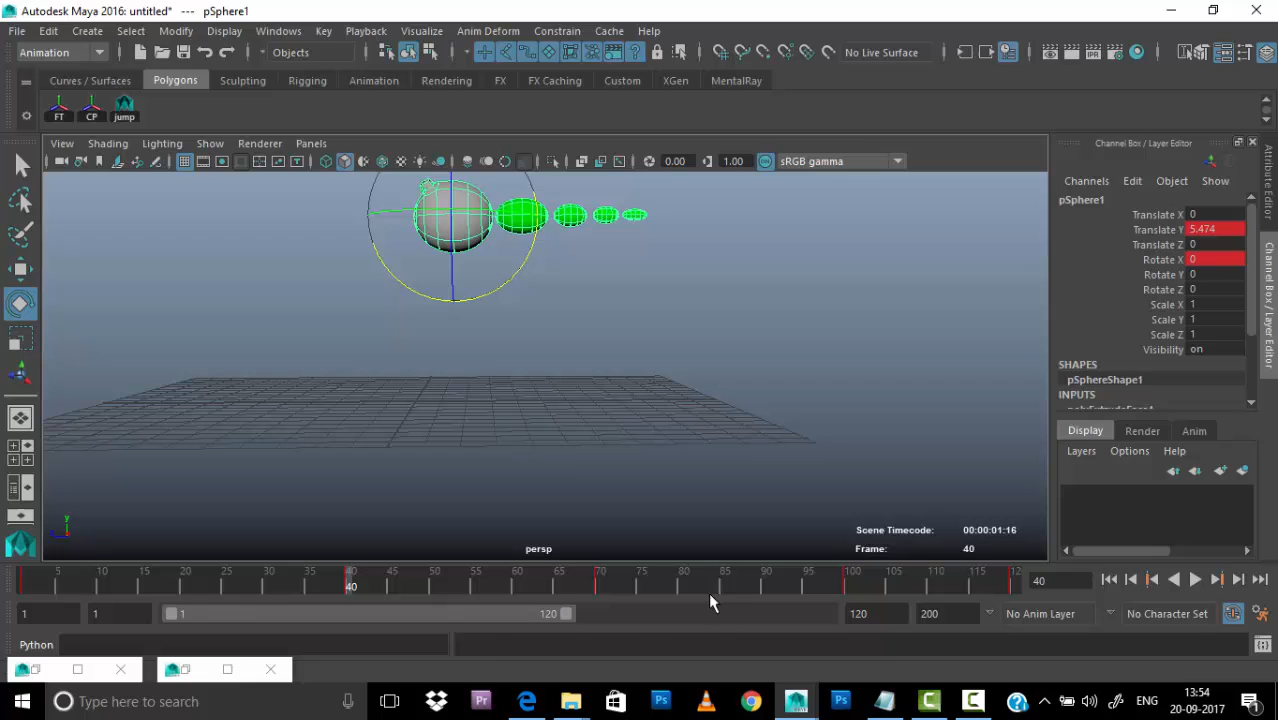 Autodesk Maya 2016: untitled* --- pSphere1
File Edit Create Select Modify Display Windows Key Playback Visualize Anim Deform Constrain Cache Help
Animation Objects No Live Surface
Curves / Surfaces Polygons Sculpting Rigging Animation Rendering FX FX Caching Custom XGen MentalRay
FT CP jump
View Shading Lighting Show Renderer Panels
0.00 1.00 sRGB gamma
Channel Box / Layer Editor
Channels Edit Object Show
pSphere1
Translate X 0
Translate Y 5.474
Translate Z 0
Rotate X 0
Rotate Y 0
Rotate Z 0
Scale X 1
Scale Y 1
Scale Z 1
Visibility on
SHAPES
pSphereShape1
INPUTS
Attribute Editor
Channel Box / Layer Editor
Display Render Anim
Layers Options Help
Scene Timecode: 00:00:01:16
persp
Frame: 40
y
5 10 15 20 25 30 35 40 45 50 55 60 65 70 75 80 85 90 95 100 105 110 115
40
40
1 1 1 120 120 200 No Anim Layer No Character Set
Python
Type here to search
ENG
13:54
20-09-2017